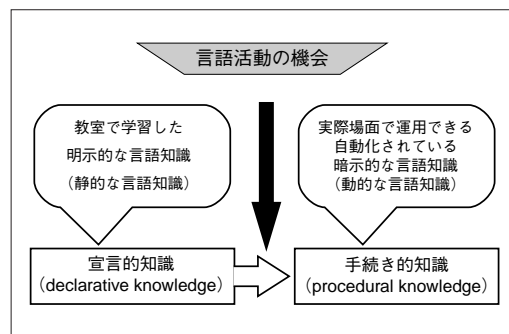 言語活動の機会
教室で学習した
明示的な言語知識
（静的な言語知識）
実際場面で運用できる
自動化されている
暗示的な言語知識
（動的な言語知識）
宣言的知識
（declarative knowledge）
手続き的知識
（procedural knowledge）